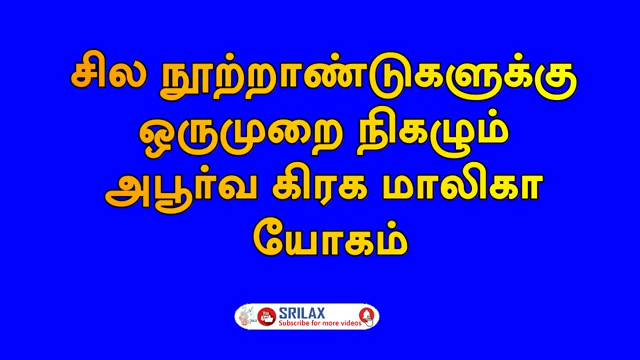 சில நூற்றாண்டுகளுக்கு
ஒருமுறை நிகழும்
அபூர்வ கிரக மாலிகா
யோகம்
SRILAX
Subscribe for more videos